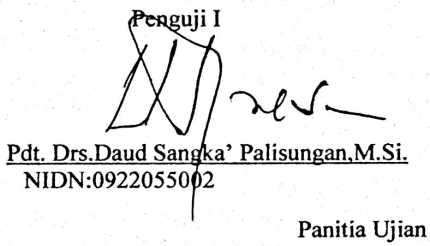 Penguji I
Pdt. Drs.Daud Sangka' Palisungan,M.Si.
NIDN:0922055002
Panitia Ujian